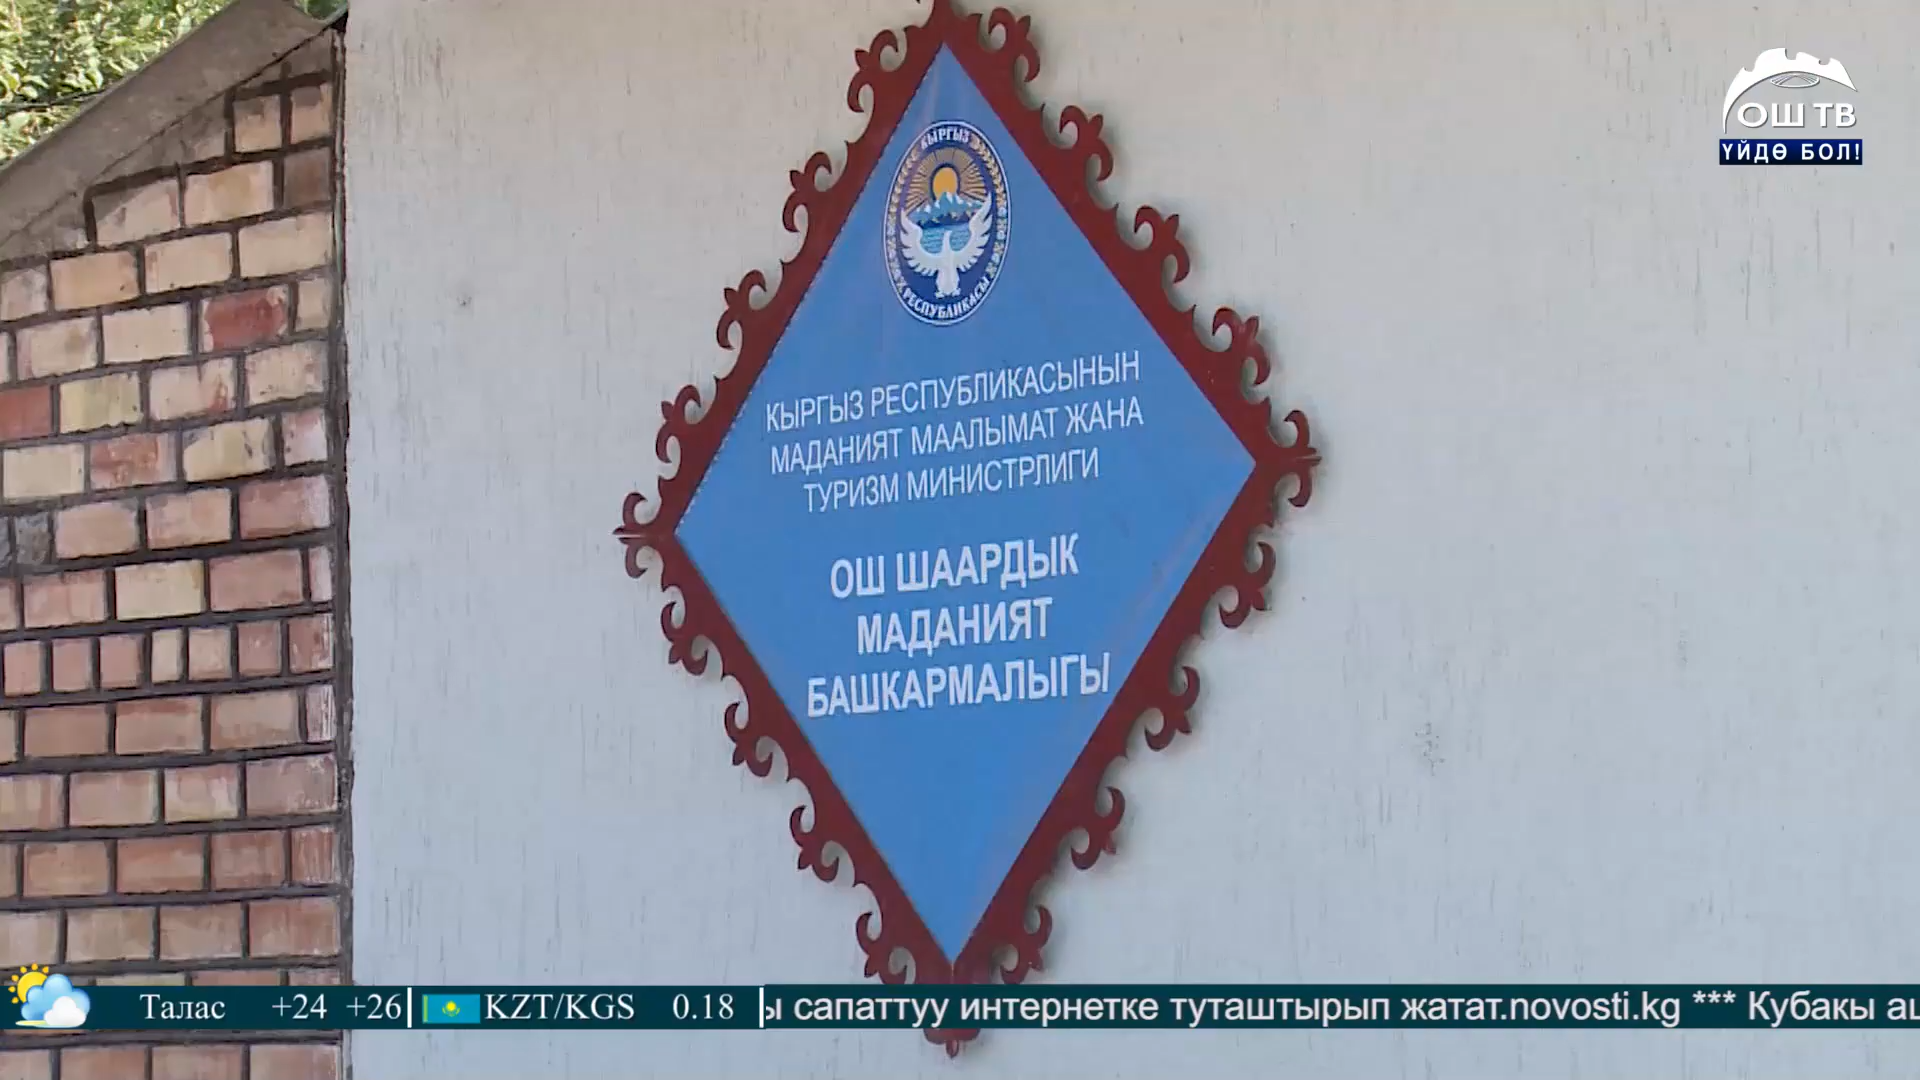 ОШ ТВ
ҮЙДӨ БОЛ!
КЫРГЫЗ
РЕСПУБЛИКАСЫ
КЫРГЫЗ РЕСПУБЛИКАСЫНЫН
МАДАНИЯТ МААЛЫМАТ ЖАНА
ТУРИЗМ МИНИСТРЛИГИ
ОШ ШААРДЫК
МАДАНИЯТ
БАШКАРМАЛЫГЫ
Талас +24 +26 KZT/KGS 0.18 сапаттуу интернетке туташтырып жатат.novosti.kg *** Кубакы